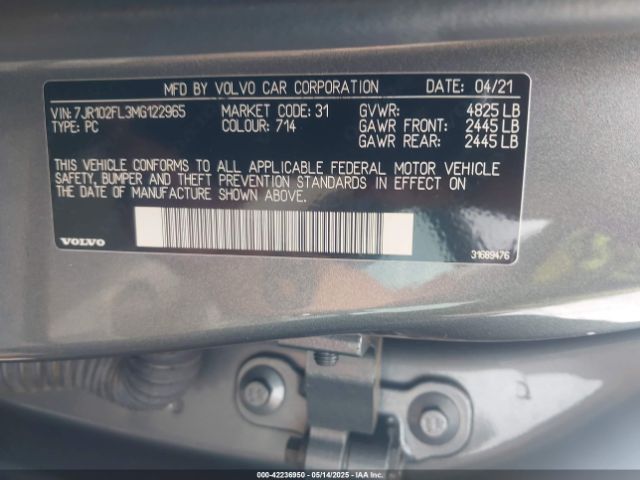 MFD BY VOLVO CAR CORPORATION DATE: 04/21
VIN: 7JR102FL3MG122965 MARKET CODE: 31 GVWR: 4825 LB
TYPE: PC COLOUR: 714 GAWR FRONT: 2445 LB
GAWR REAR: 2445 LB
THIS VEHICLE CONFORMS TO ALL APPLICABLE FEDERAL MOTOR VEHICLE
SAFETY, BUMPER AND THEFT PREVENTION STANDARDS IN EFFECT ON
THE DATE OF MANUFACTURE SHOWN ABOVE.
VOLVO 31689476
000-42236950 - 05/14/2025 - IAAI.COM